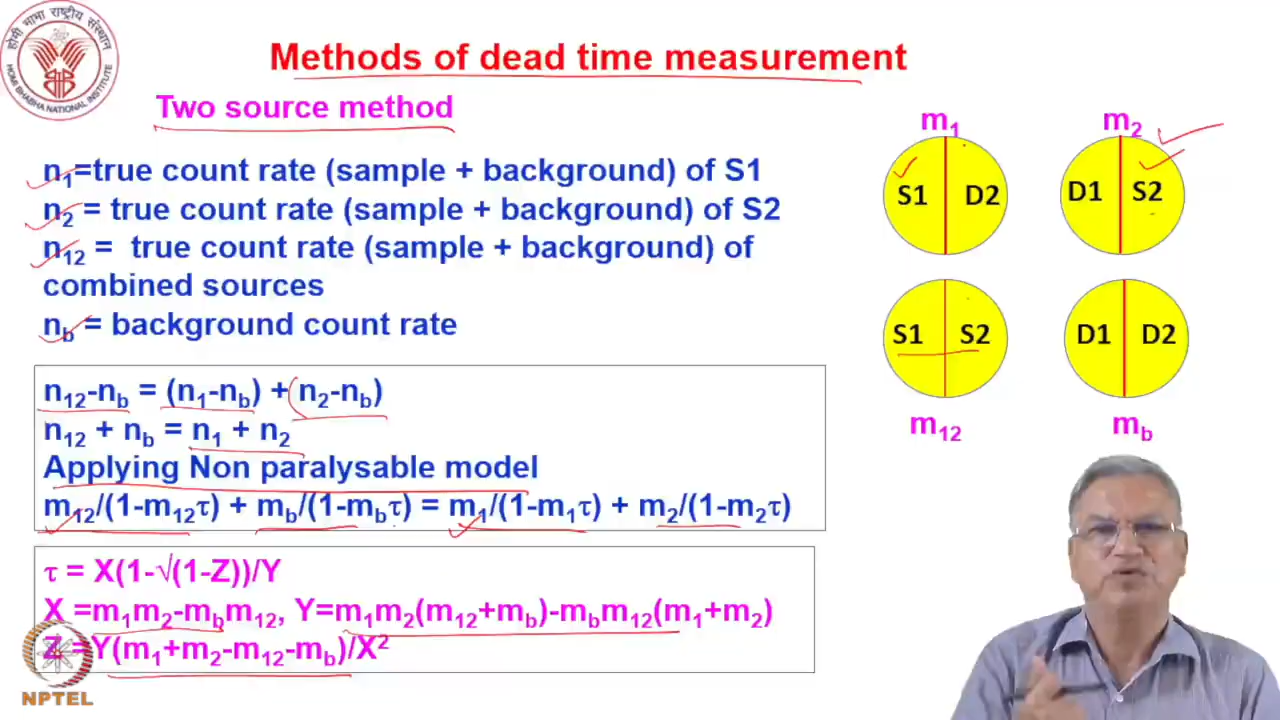 होमी भाभा राष्ट्रीय संस्थान
HOMI BHABHA NATIONAL INSTITUTE
Methods of dead time measurement
Two source method
n₁=true count rate (sample + background) of S1
n₂ = true count rate (sample + background) of S2
n₁₂ = true count rate (sample + background) of
combined sources
n_b = background count rate
n₁₂-n_b = (n₁-n_b) + (n₂-n_b)
n₁₂ + n_b = n₁ + n₂
Applying Non paralysable model
m₁₂/(1-m₁₂τ) + m_b/(1-m_bτ) = m₁/(1-m₁τ) + m₂/(1-m₂τ)
τ = X(1-√(1-Z))/Y
X =m₁m₂-m_bm₁₂, Y=m₁m₂(m₁₂+m_b)-m_bm₁₂(m₁+m₂)
Z =Y(m₁+m₂-m₁₂-m_b)/X²
m₁
S1 D2
m₂
D1 S2
S1 S2
m₁₂
D1 D2
m_b
NPTEL